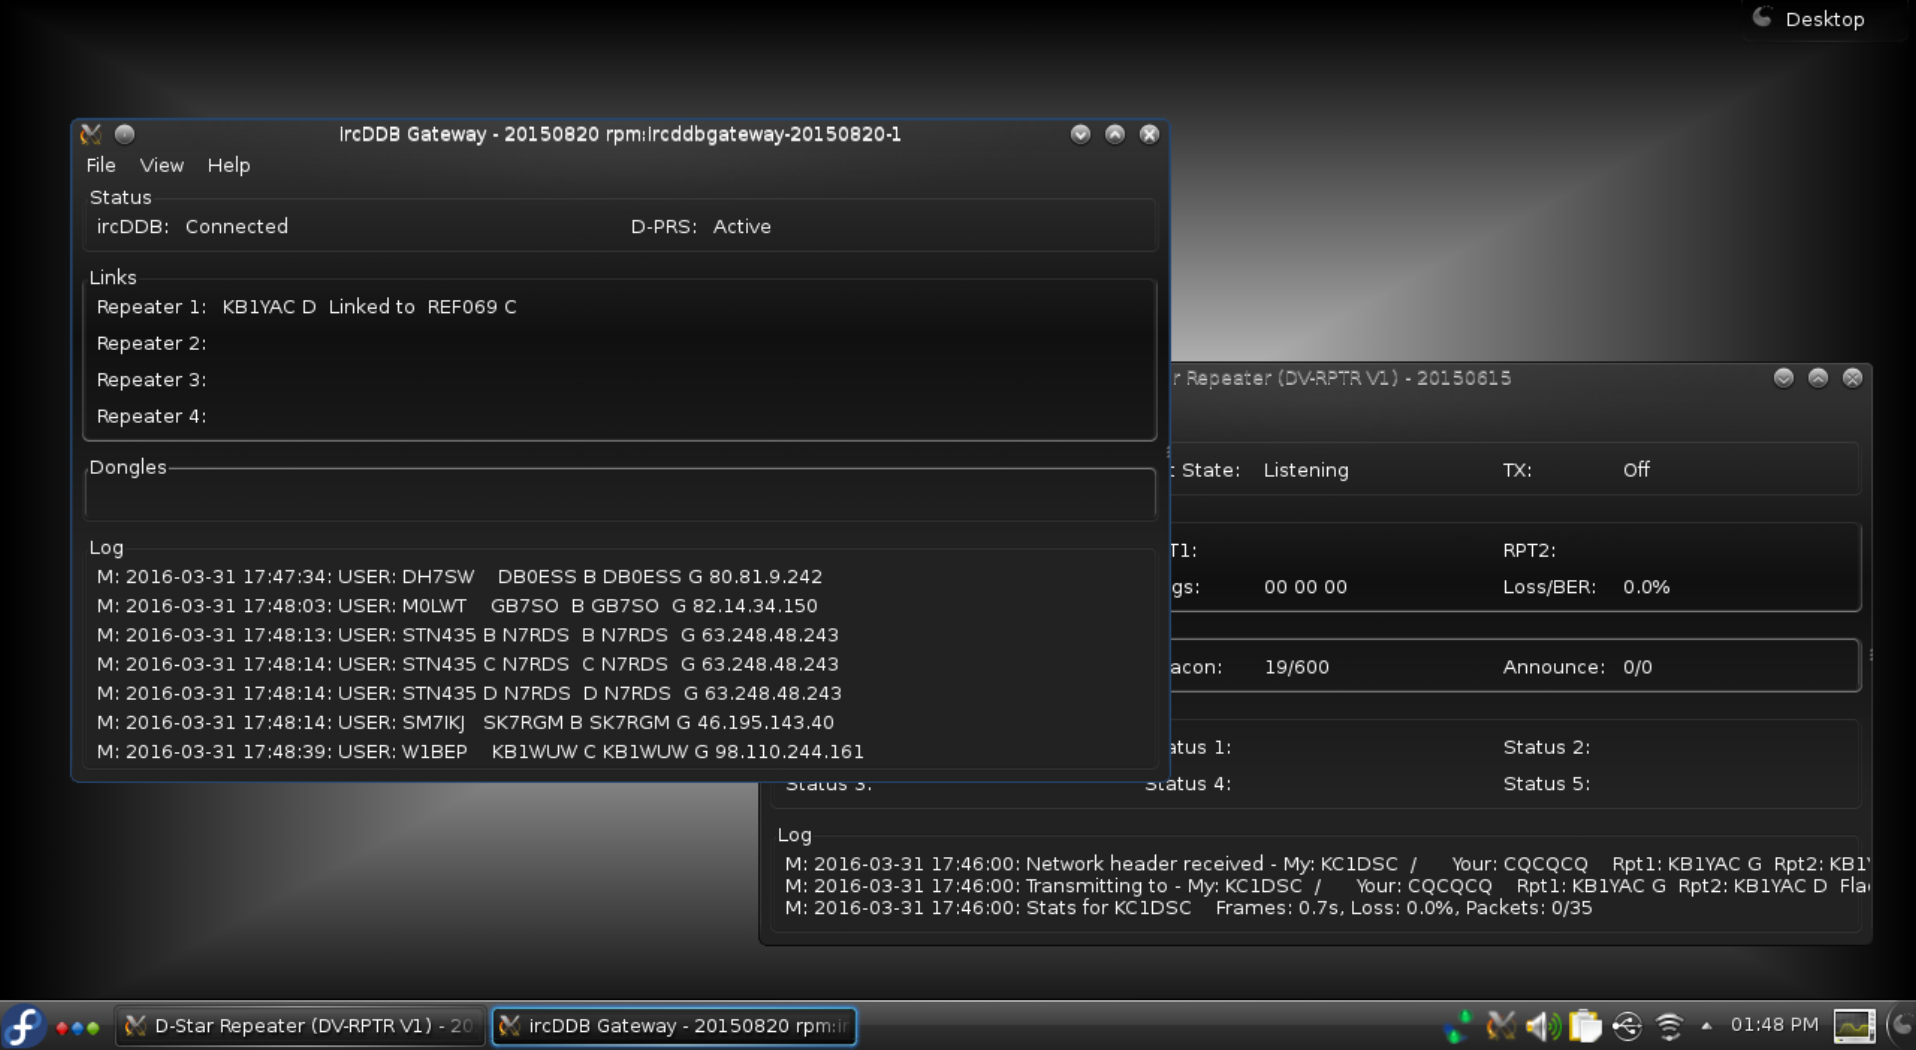 Desktop
ircDDB Gateway - 20150820 rpm:ircddbgateway-20150820-1
File View Help
Status
ircDDB: Connected D-PRS: Active
Links
Repeater 1: KB1YAC D Linked to REF069 C
Repeater 2:
Repeater 3:
Repeater 4:
Dongles
Log
M: 2016-03-31 17:47:34: USER: DH7SW DB0ESS B DB0ESS G 80.81.9.242
M: 2016-03-31 17:48:03: USER: M0LWT GB7SO B GB7SO G 82.14.34.150
M: 2016-03-31 17:48:13: USER: STN435 B N7RDS B N7RDS G 63.248.48.243
M: 2016-03-31 17:48:14: USER: STN435 C N7RDS C N7RDS G 63.248.48.243
M: 2016-03-31 17:48:14: USER: STN435 D N7RDS D N7RDS G 63.248.48.243
M: 2016-03-31 17:48:14: USER: SM7IKJ SK7RGM B SK7RGM G 46.195.143.40
M: 2016-03-31 17:48:39: USER: W1BEP KB1WUW C KB1WUW G 98.110.244.161
r Repeater (DV-RPTR V1) - 20150615
State: Listening TX: Off
T1: RPT2:
gs: 00 00 00 Loss/BER: 0.0%
acon: 19/600 Announce: 0/0
atus 1: Status 2:
Status 3: Status 4: Status 5:
Log
M: 2016-03-31 17:46:00: Network header received - My: KC1DSC / Your: CQCQCQ Rpt1: KB1YAC G Rpt2: KB1Y
M: 2016-03-31 17:46:00: Transmitting to - My: KC1DSC / Your: CQCQCQ Rpt1: KB1YAC G Rpt2: KB1YAC D Fla
M: 2016-03-31 17:46:00: Stats for KC1DSC Frames: 0.7s, Loss: 0.0%, Packets: 0/35
D-Star Repeater (DV-RPTR V1) - 20
ircDDB Gateway - 20150820 rpm:ir
01:48 PM